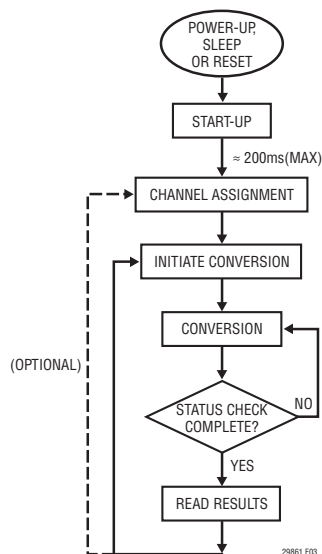 POWER-UP,
SLEEP
OR RESET
START-UP
≈ 200ms(MAX)
CHANNEL ASSIGNMENT
INITIATE CONVERSION
CONVERSION
(OPTIONAL)
STATUS CHECK
COMPLETE?
NO
YES
READ RESULTS
29861 F03